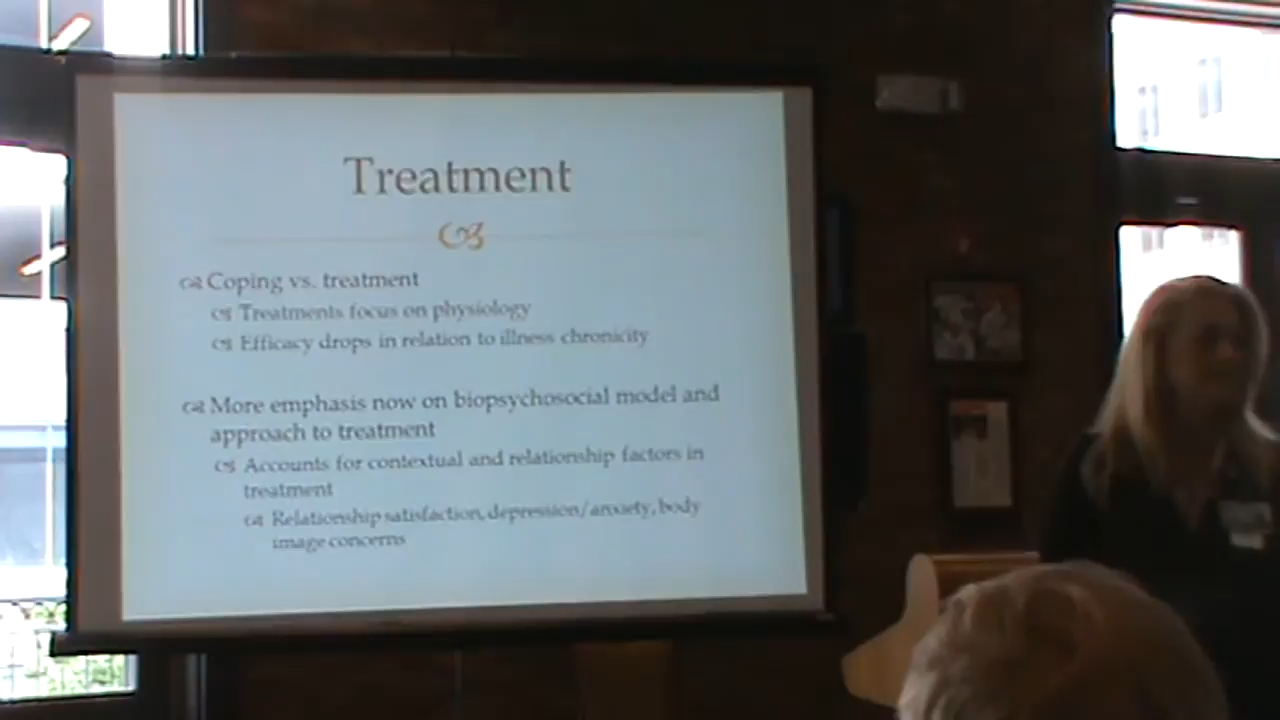 Treatment
Coping vs. treatment
Treatments focus on physiology
Efficacy drops in relation to illness chronicity
More emphasis now on biopsychosocial model and
approach to treatment
Accounts for contextual and relationship factors in
treatment
Relationship satisfaction, depression/anxiety, body
image concerns